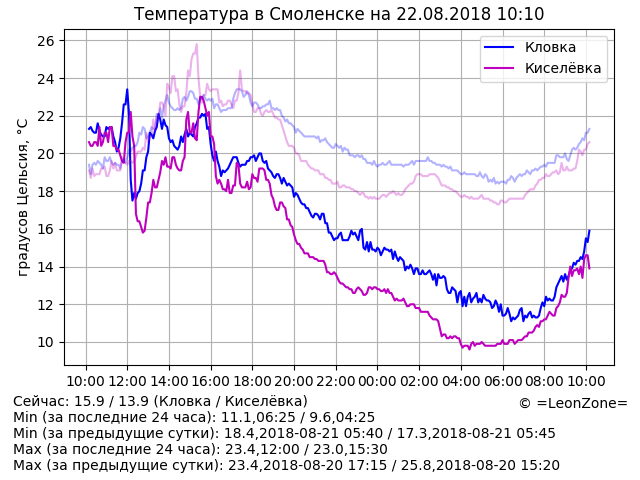 Температура в Смоленске на 22.08.2018 10:10
градусов Цельсия, °C
26
24
22
20
18
16
14
12
10
Кловка
Киселёвка
10:00 12:00 14:00 16:00 18:00 20:00 22:00 00:00 02:00 04:00 06:00 08:00 10:00
Сейчас: 15.9 / 13.9 (Кловка / Киселёвка)
© =LeonZone=
Min (за последние 24 часа): 11.1,06:25 / 9.6,04:25
Min (за предыдущие сутки): 18.4,2018-08-21 05:40 / 17.3,2018-08-21 05:45
Max (за последние 24 часа): 23.4,12:00 / 23.0,15:30
Max (за предыдущие сутки): 23.4,2018-08-20 17:15 / 25.8,2018-08-20 15:20